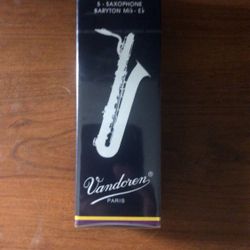 5 - SAXOPHONE
BARYTON Mib - Eb
Vandoren®
PARIS